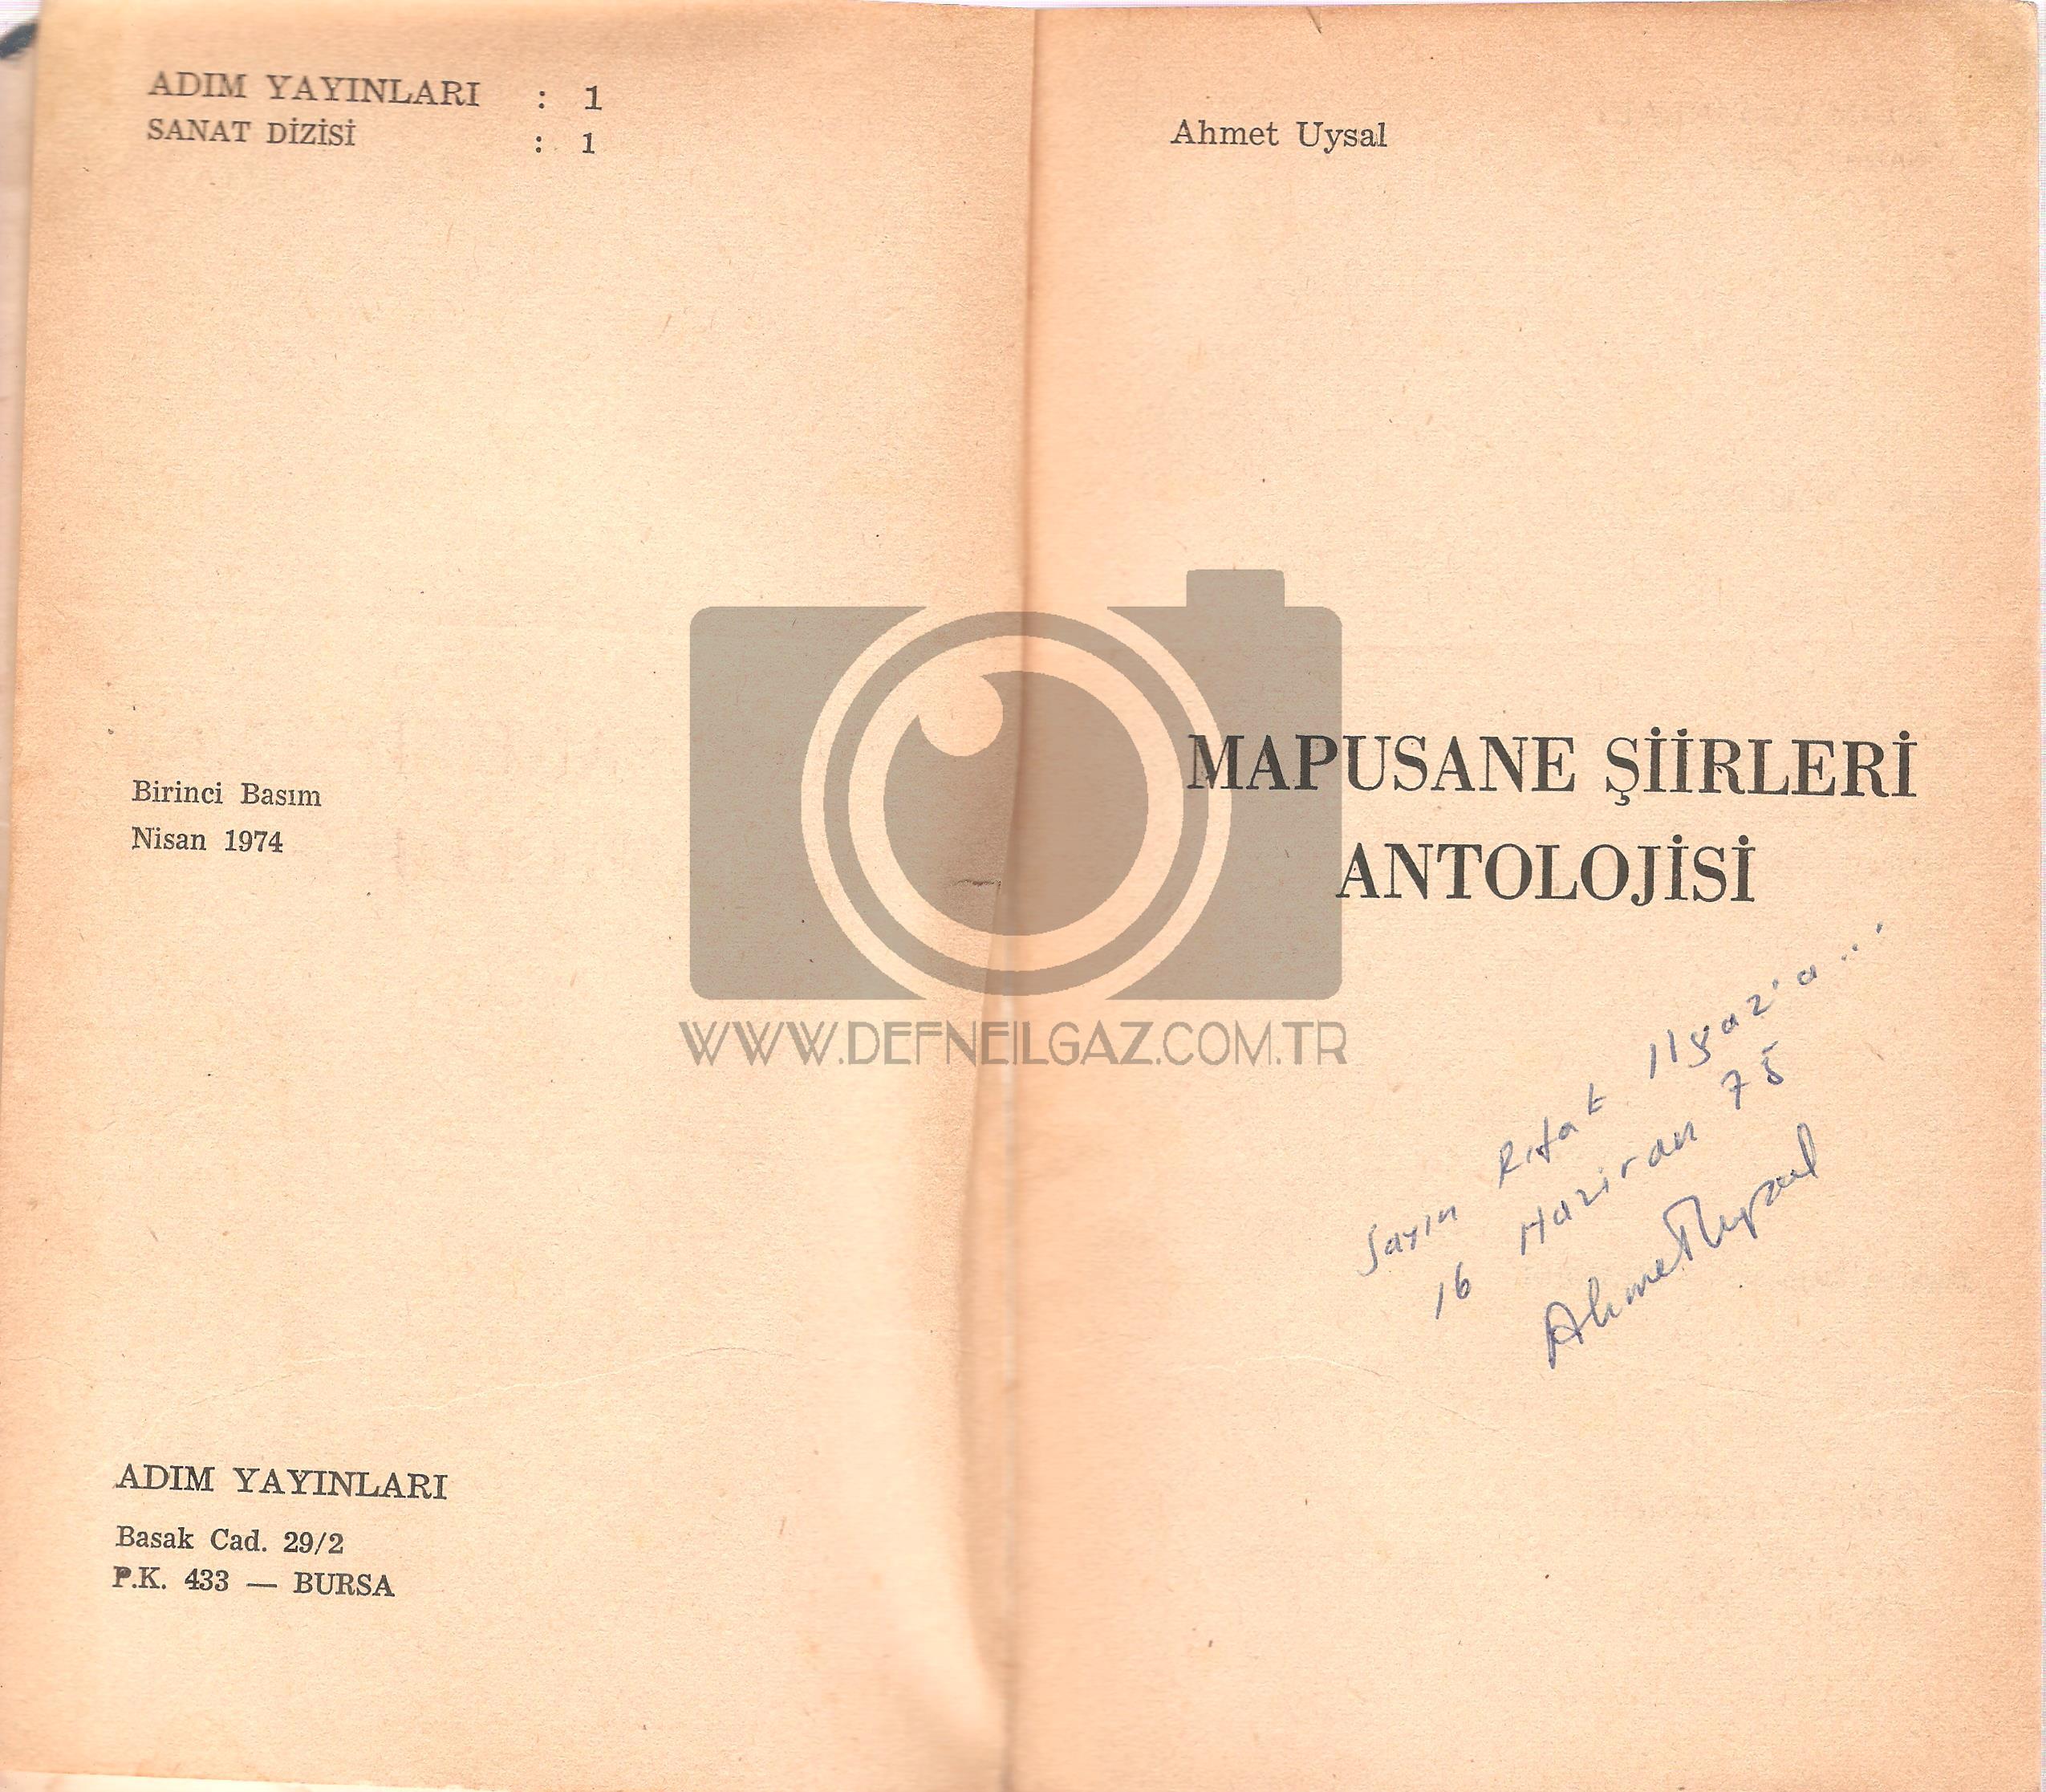 ADIM YAYINLARI : 1
SANAT DİZİSİ : 1
Birinci Basım
Nisan 1974
ADIM YAYINLARI
Basak Cad. 29/2
P.K. 433 — BURSA
Ahmet Uysal
MAPUSANE ŞİİRLERİ
ANTOLOJİSİ
Sayın Rıfat Ilgaz'a...
16 Haziran 75
Ahmet Uysal
WWW.DEFNEILGAZ.COM.TR